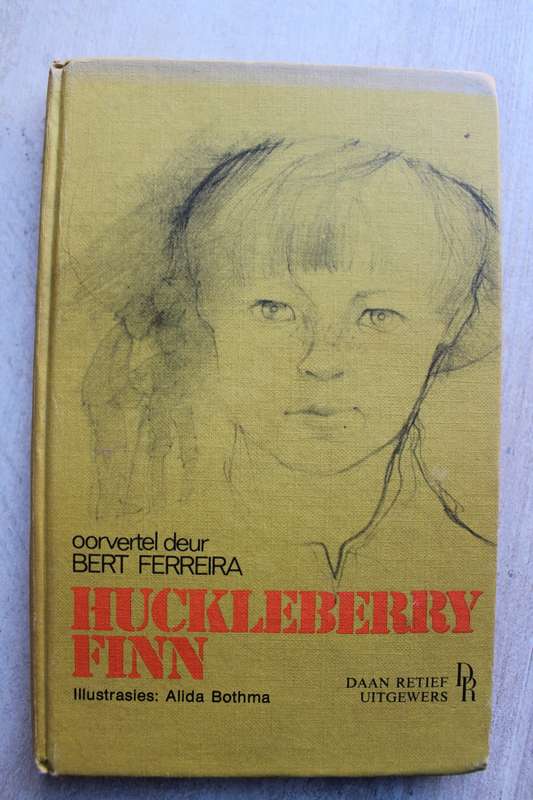 oorvertel deur
BERT FERREIRA
HUCKLEBERRY
FINN
Illustrasies: Alida Bothma
DAAN RETIEF
UITGEWERS
DR